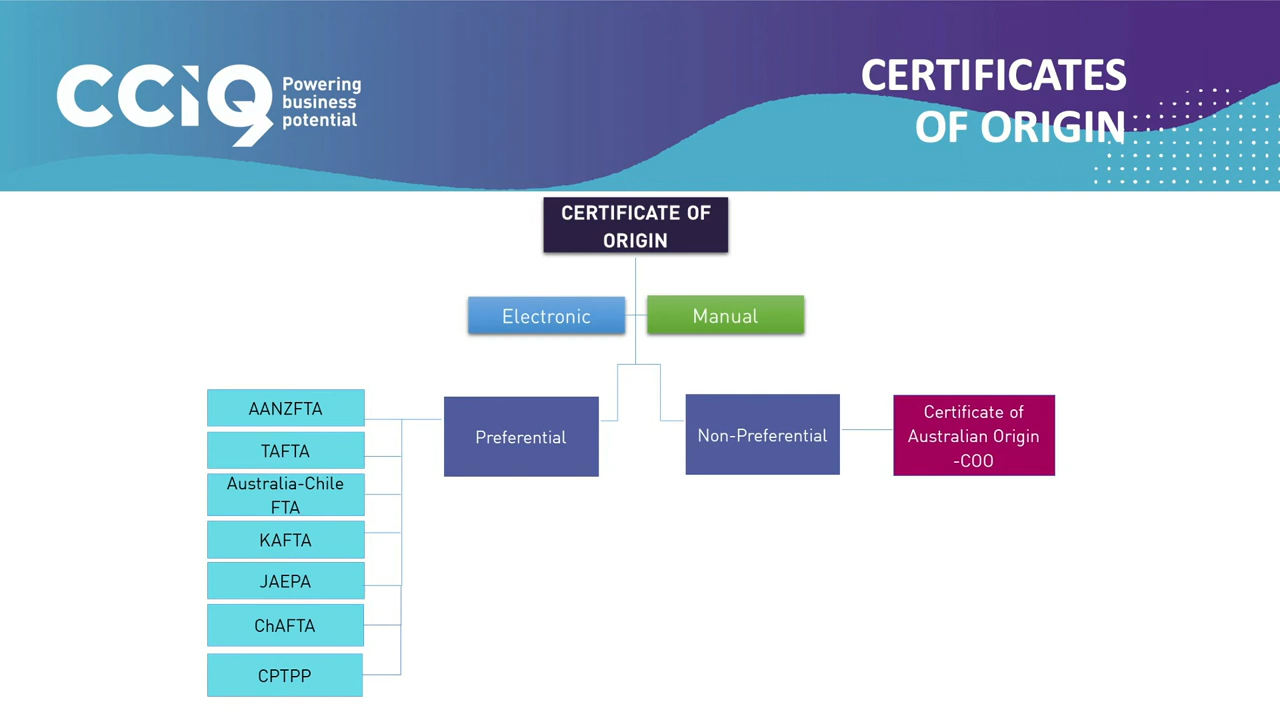 CCiQ
Powering
business
potential
CERTIFICATES
OF ORIGIN
CERTIFICATE OF
ORIGIN
Electronic
Manual
AANZFTA
TAFTA
Australia-Chile
FTA
KAFTA
JAEPA
ChAFTA
CPTPP
Preferential
Non-Preferential
Certificate of
Australian Origin
-COO